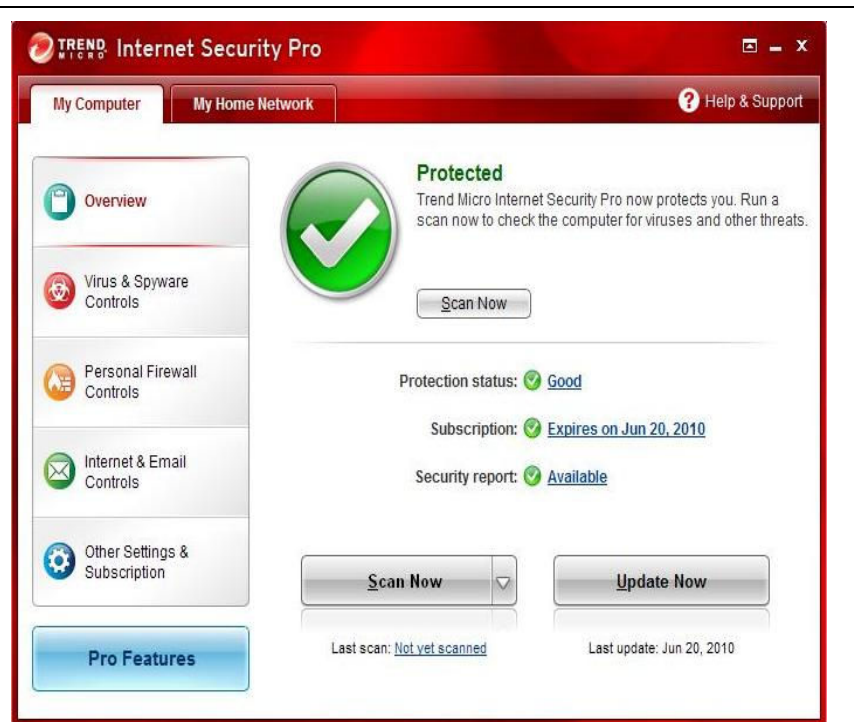 TREND MICRO Internet Security Pro
My Computer
My Home Network
? Help & Support
Overview
Virus & Spyware
Controls
Personal Firewall
Controls
Internet & Email
Controls
Other Settings &
Subscription
Pro Features
Protected
Trend Micro Internet Security Pro now protects you. Run a
scan now to check the computer for viruses and other threats.
Scan Now
Protection status: Good
Subscription: Expires on Jun 20, 2010
Security report: Available
Scan Now
Update Now
Last scan: Not yet scanned
Last update: Jun 20, 2010